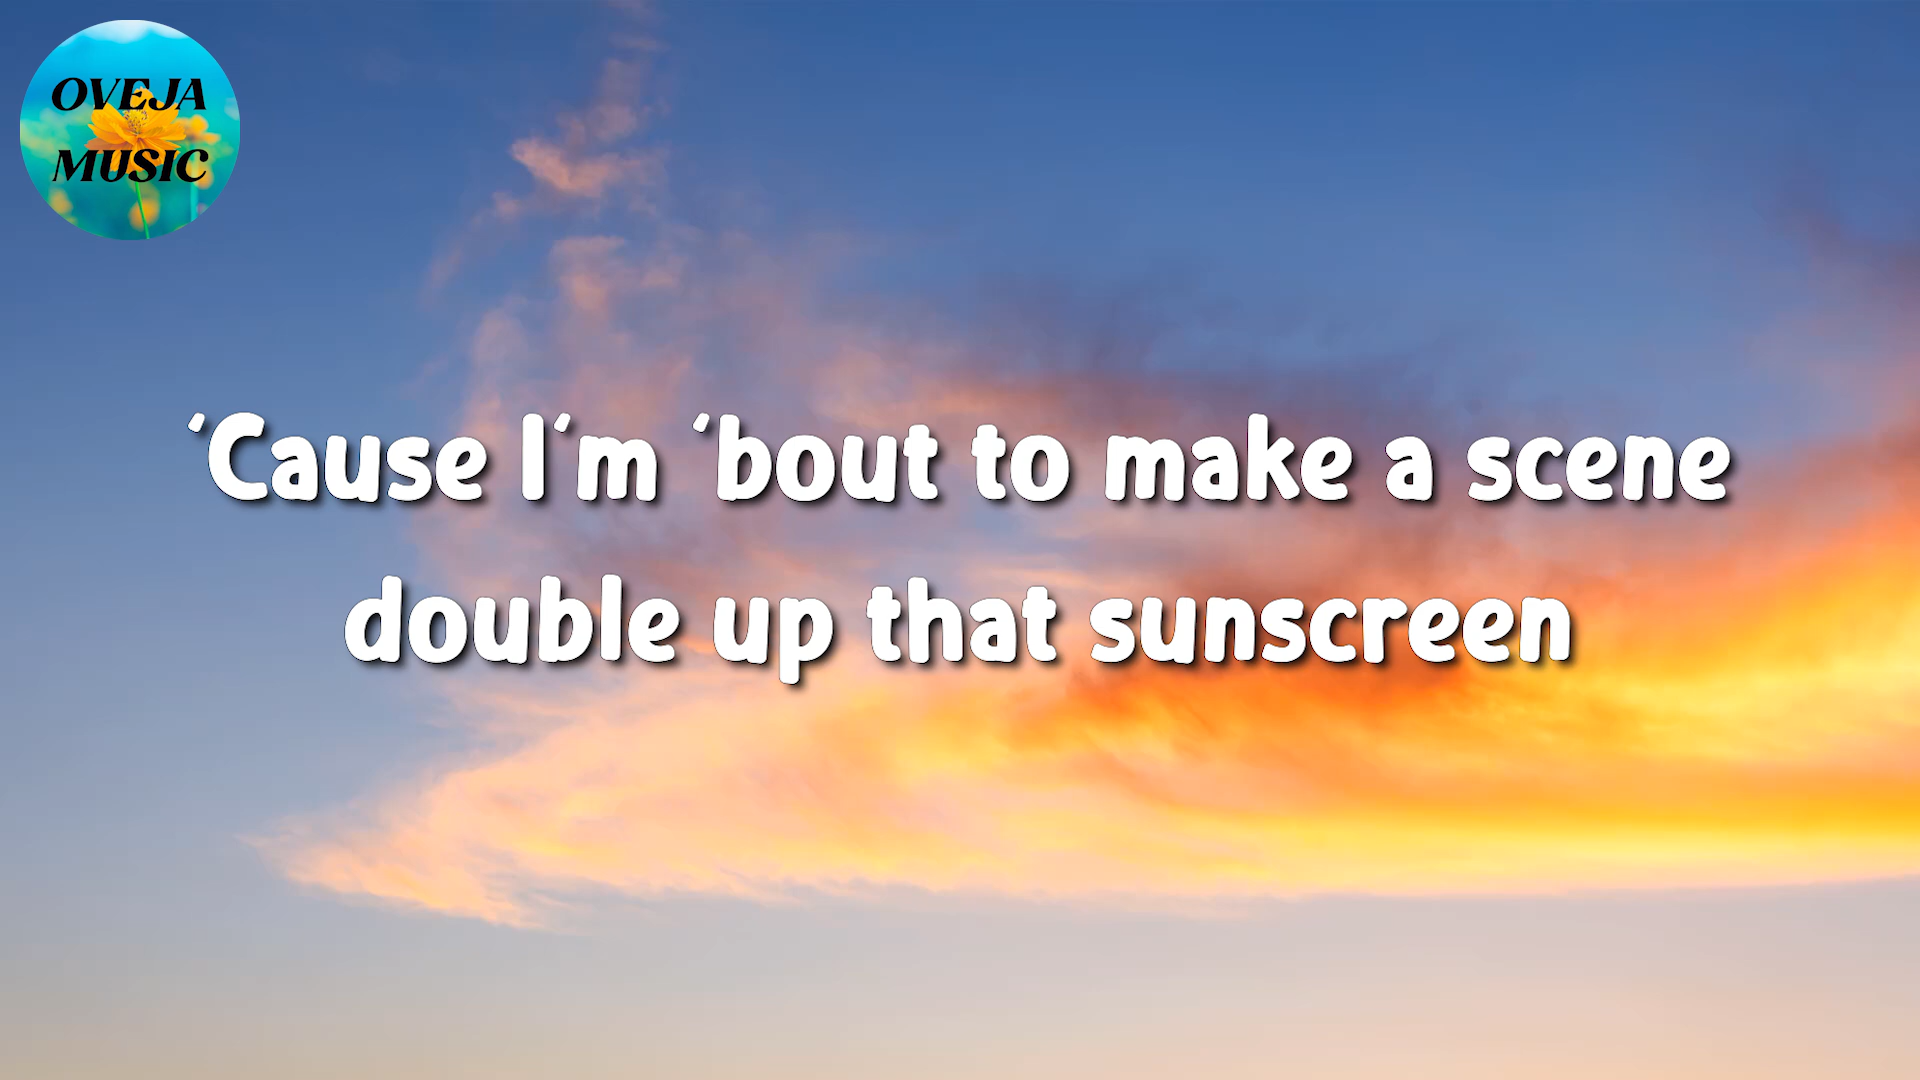 OVEJA
MUSIC
‘Cause I‘m ‘bout to make a scene
double up that sunscreen